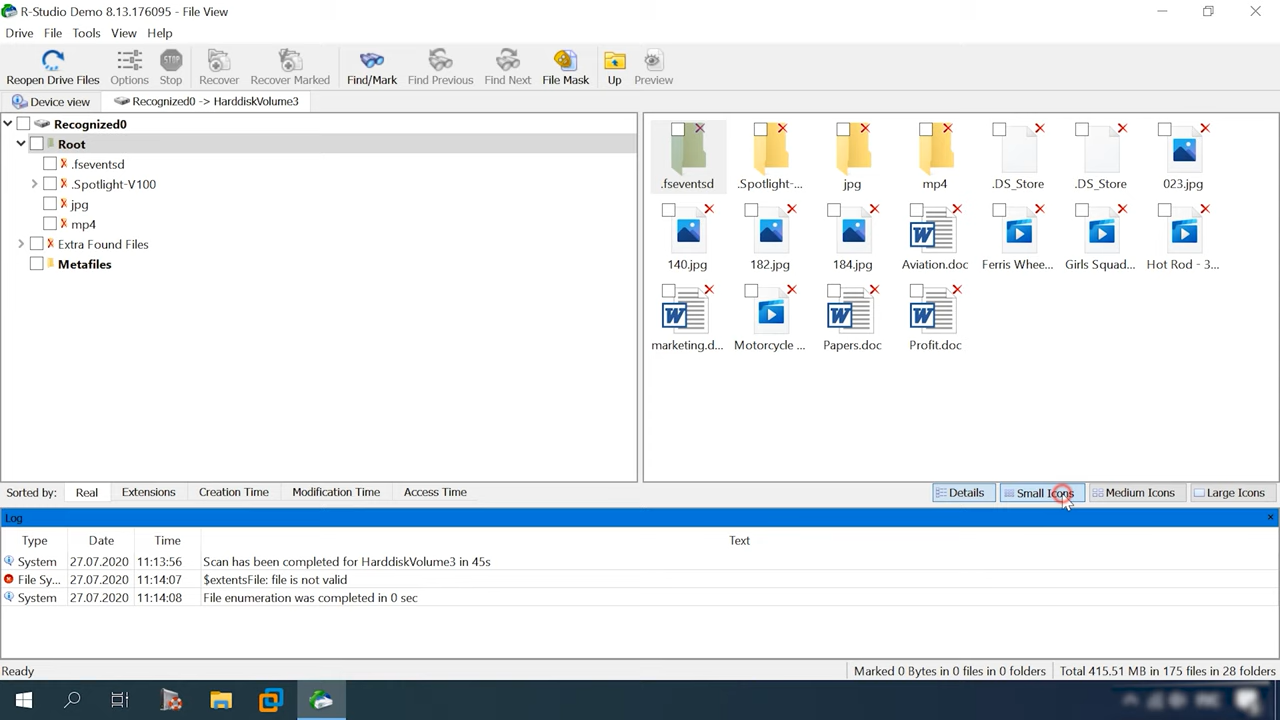 R-Studio Demo 8.13.176095 - File View
Drive File Tools View Help
Reopen Drive Files Options Stop Recover Recover Marked Find/Mark Find Previous Find Next File Mask Up Preview
STOP
Device view Recognized0 -> HarddiskVolume3
Recognized0
Root
.fseventsd
.Spotlight-V100
jpg
mp4
Extra Found Files
Metafiles
.fseventsd .Spotlight-... jpg mp4 .DS_Store .DS_Store 023.jpg
140.jpg 182.jpg 184.jpg Aviation.doc Ferris Whee... Girls Squad... Hot Rod - 3...
marketing.d... Motorcycle ... Papers.doc Profit.doc
Sorted by: Real Extensions Creation Time Modification Time Access Time Details Small Icons Medium Icons Large Icons
Log
Type Date Time Text
System 27.07.2020 11:13:56 Scan has been completed for HarddiskVolume3 in 45s
File Sy... 27.07.2020 11:14:07 $extentsFile: file is not valid
System 27.07.2020 11:14:08 File enumeration was completed in 0 sec
Ready Marked 0 Bytes in 0 files in 0 folders Total 415.51 MB in 175 files in 28 folders